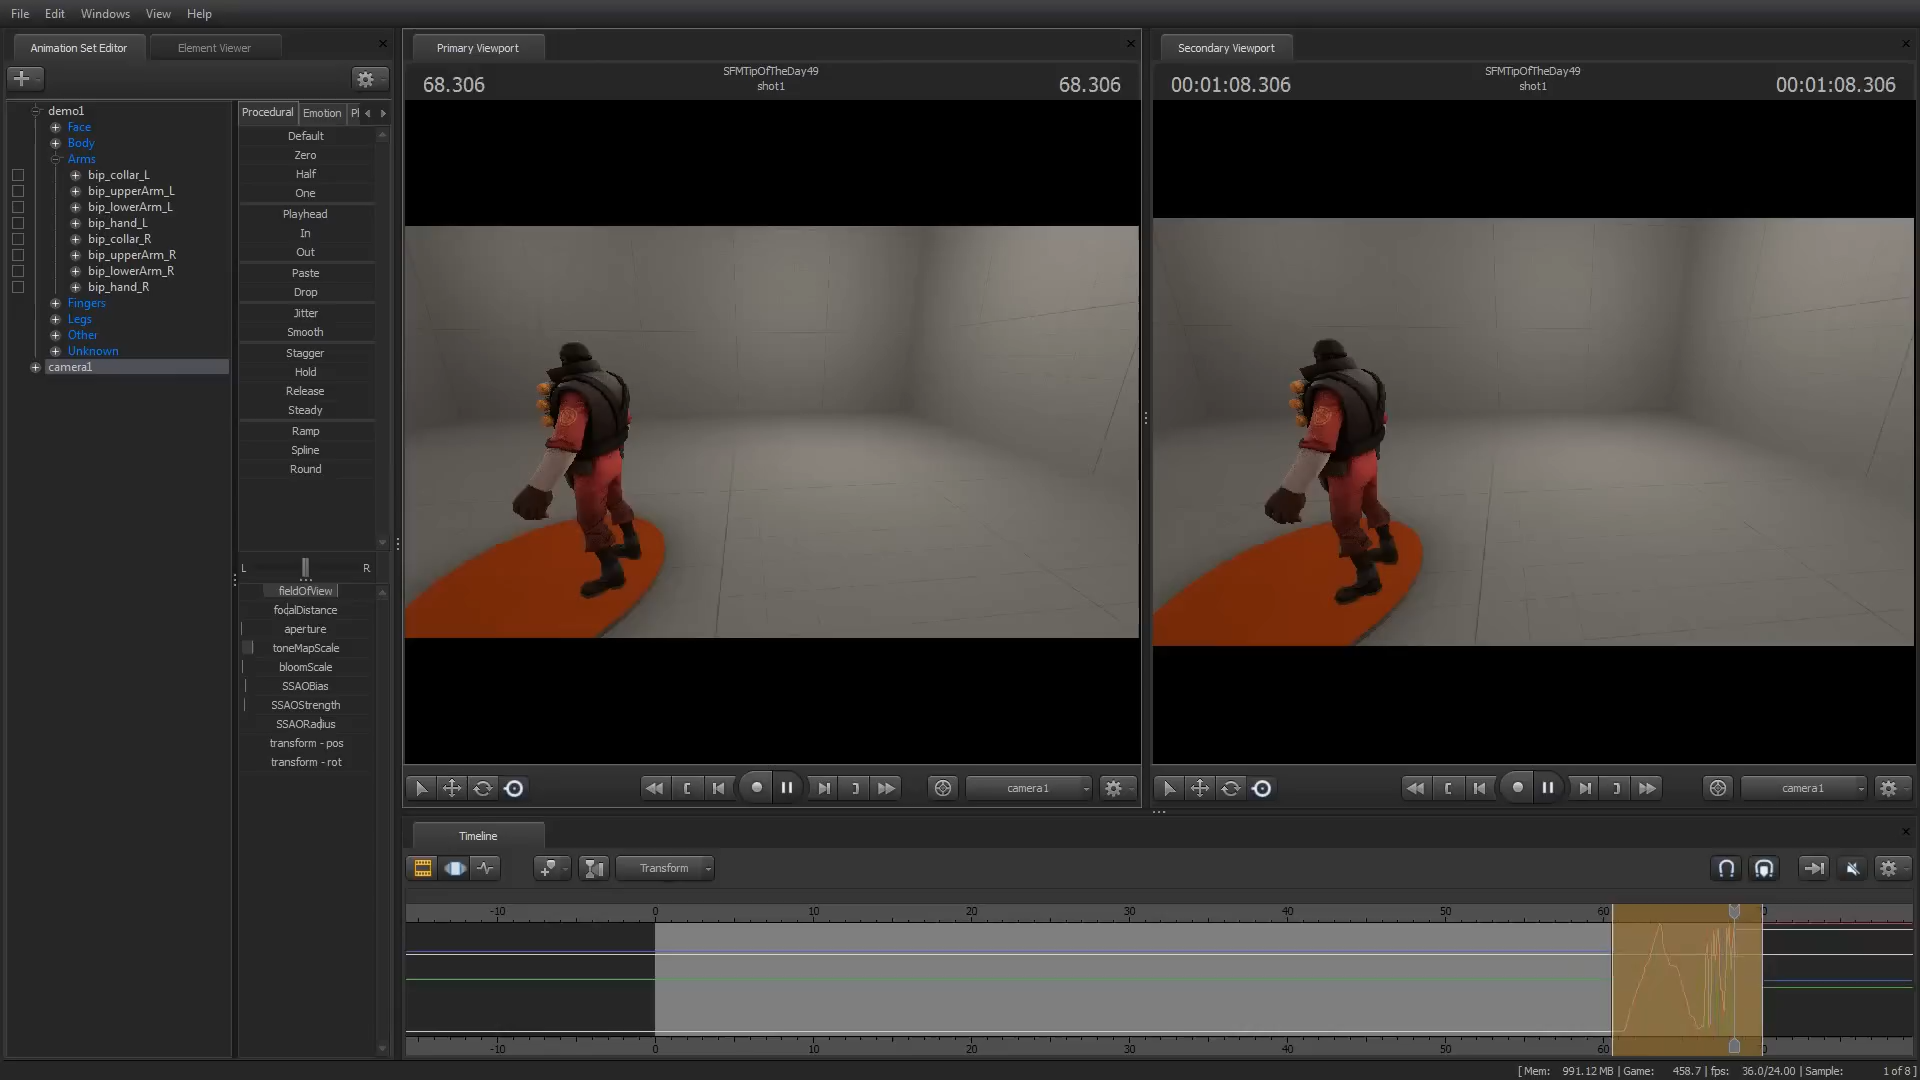 File Edit Windows View Help
Animation Set Editor Element Viewer
demo1
Face
Body
Arms
bip_collar_L
bip_upperArm_L
bip_lowerArm_L
bip_hand_L
bip_collar_R
bip_upperArm_R
bip_lowerArm_R
bip_hand_R
Fingers
Legs
Other
Unknown
camera1
Procedural Emotion
Default
Zero
Half
One
Playhead
In
Out
Paste
Drop
Jitter
Smooth
Stagger
Hold
Release
Steady
Ramp
Spline
Round
L R
fieldOfView
focalDistance
aperture
toneMapScale
bloomScale
SSAOBias
SSAOStrength
SSAORadius
transform - pos
transform - rot
Primary Viewport
68.306 SFMTipOfTheDay49 68.306
shot1
camera1
Secondary Viewport
00:01:08.306 SFMTipOfTheDay49 00:01:08.306
shot1
camera1
Timeline
Transform
-10 0 10 20 30 40 50 60
-10 0 10 20 30 40 50 60
[ Mem: 991.12 MB | Game: 458.7 | fps: 36.0/24.00 | Sample: 1 of 8 ]